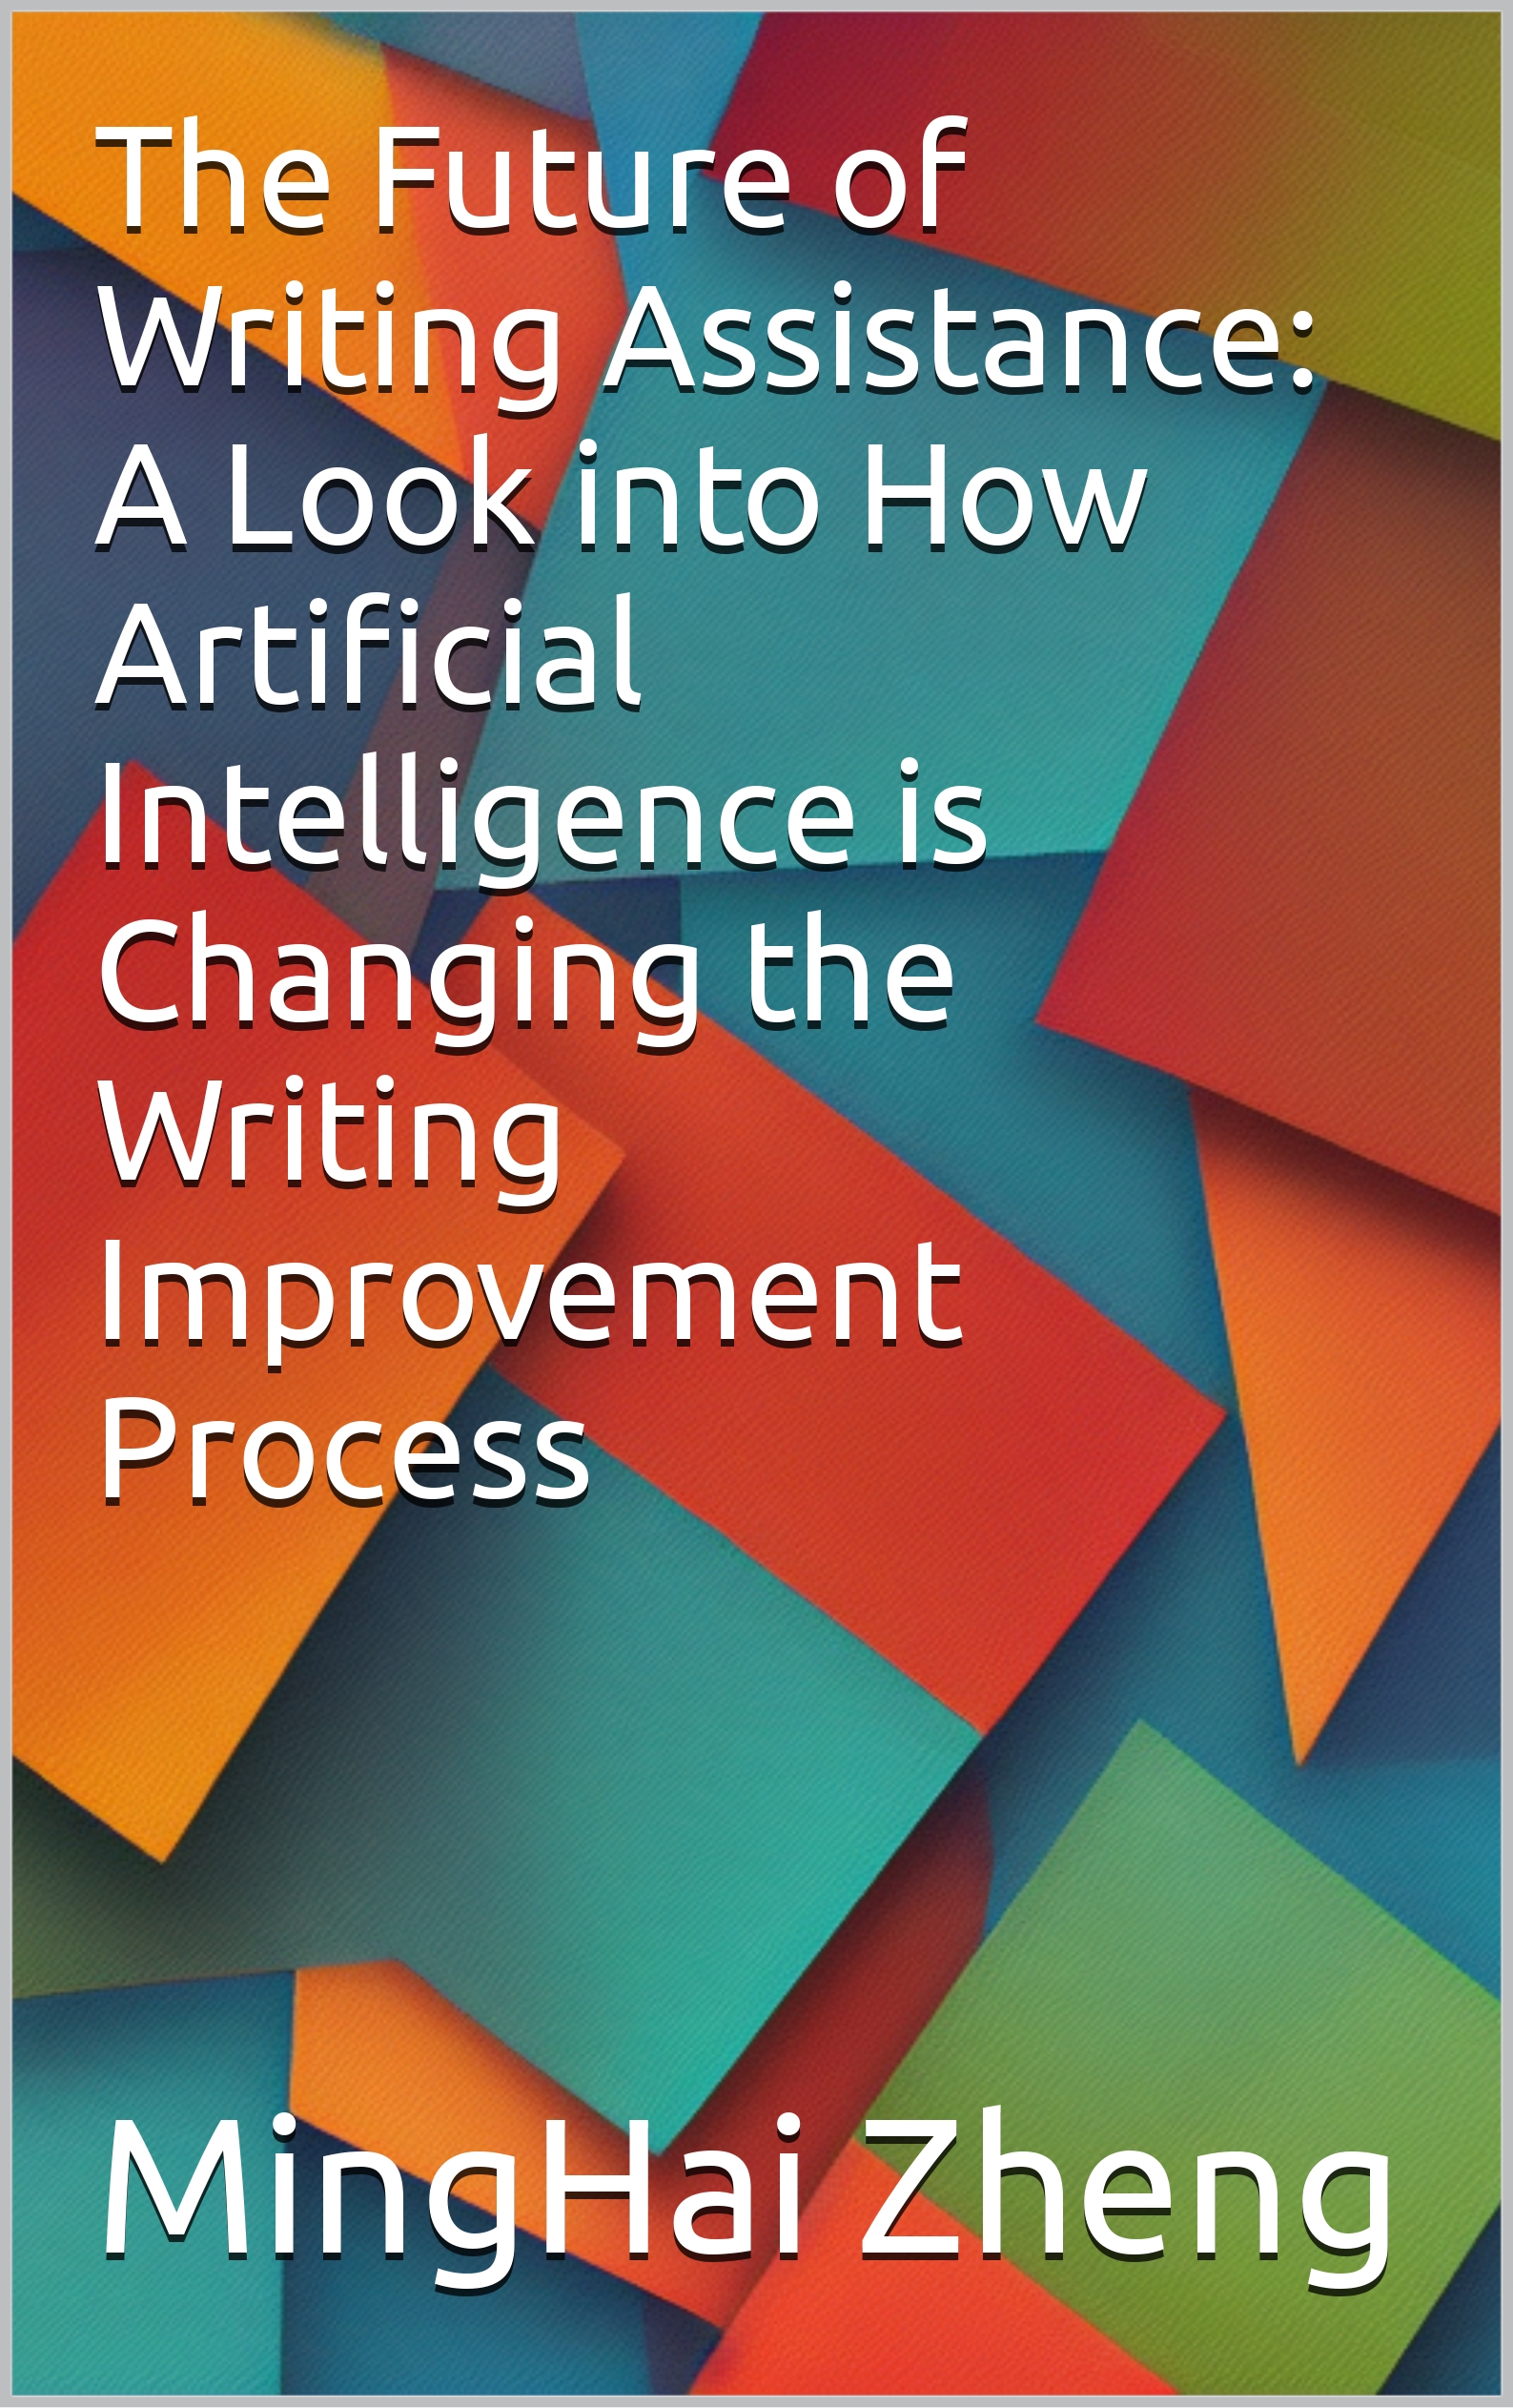 The Future of
Writing Assistance:
A Look into How
Artificial
Intelligence is
Changing the
Writing
Improvement
Process
MingHai Zheng